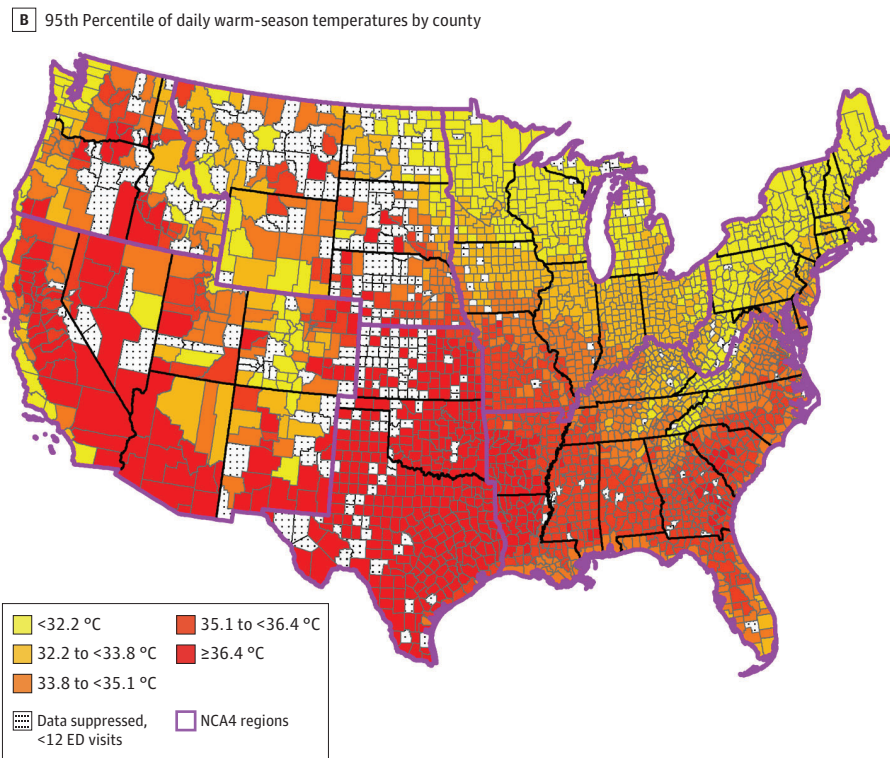 B 95th Percentile of daily warm-season temperatures by county
<32.2 °C
35.1 to <36.4 °C
32.2 to <33.8 °C
≥36.4 °C
33.8 to <35.1 °C
Data suppressed,
<12 ED visits
NCA4 regions